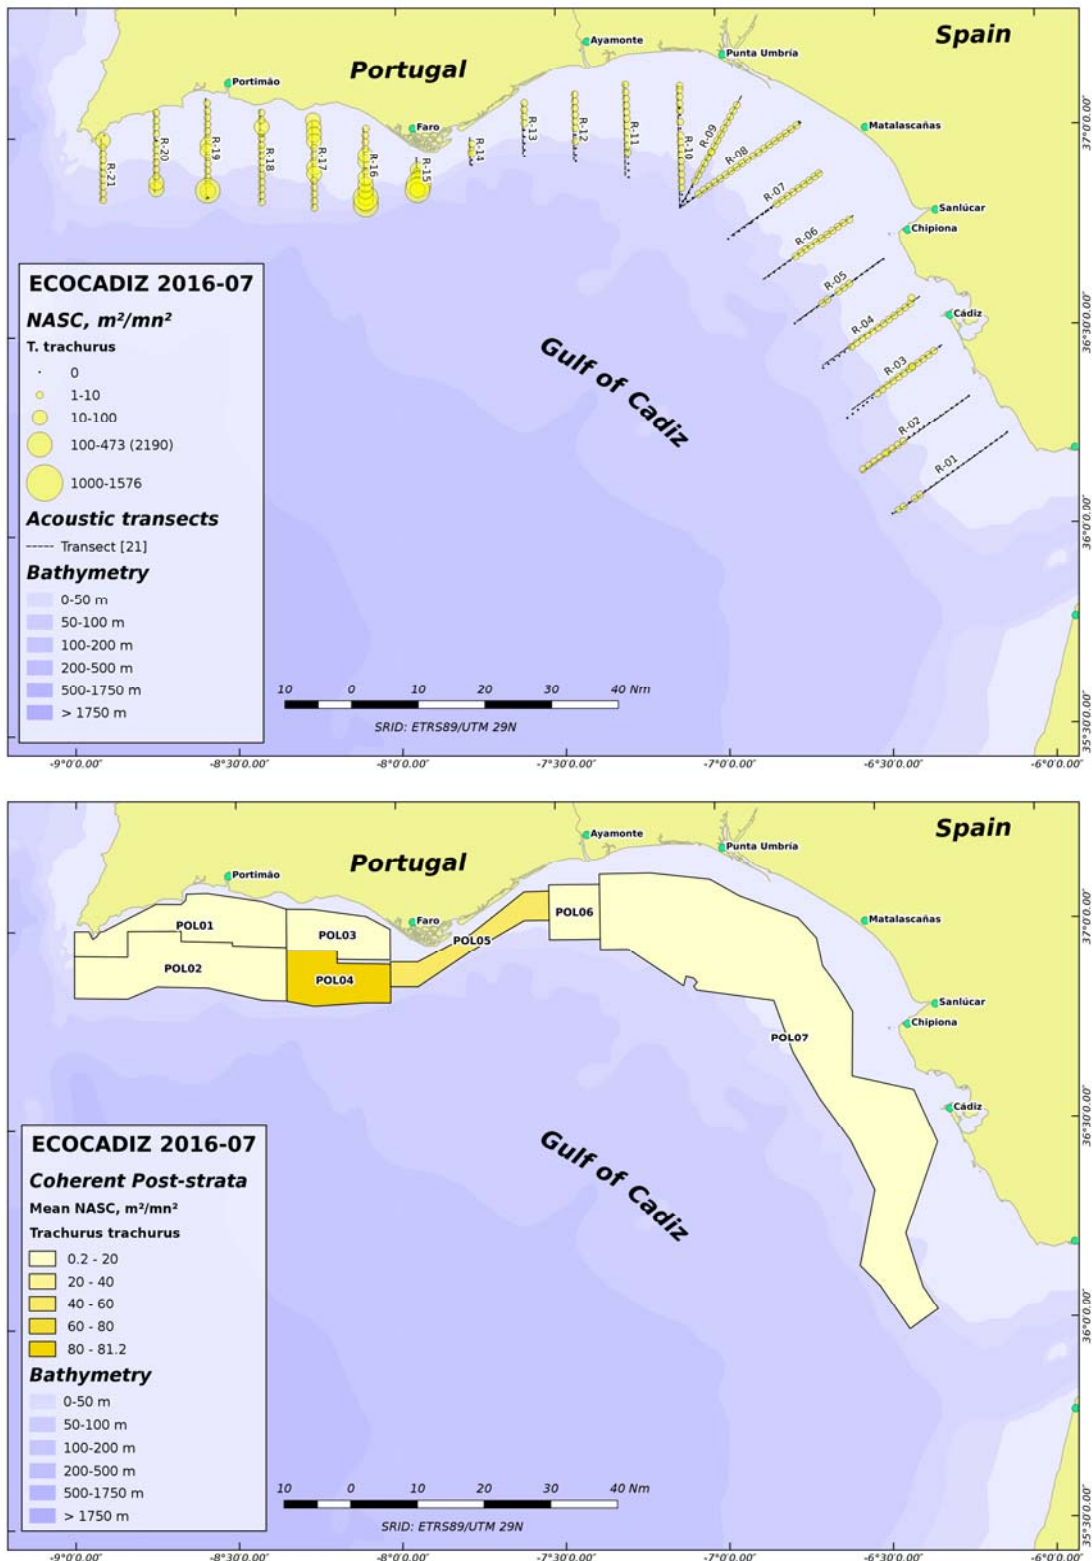 Spain
Ayamonte
Punta Umbría
Portugal
Portimão
Faro
Matalascañas
Sanlúcar
Chipiona
Cádiz
R-21
R-20
R-19
R-18
R-17
R-16
R-15
R-14
R-13
R-12
R-11
R-10
R-09
R-08
R-07
R-06
R-05
R-04
R-03
R-02
R-01
Gulf of Cadiz
ECOCADIZ 2016-07
NASC, m²/mn²
T. trachurus
0
1-10
10-100
100-473 (2190)
1000-1576
Acoustic transects
Transect [21]
Bathymetry
0-50 m
50-100 m
100-200 m
200-500 m
500-1750 m
> 1750 m
10 0 10 20 30 40 Nm
SRID: ETRS89/UTM 29N
37°0'0.00"
36°30'0.00"
36°0'0.00"
35°30'0.00"
-9°0'0.00" -8°30'0.00" -8°0'0.00" -7°30'0.00" -7°0'0.00" -6°30'0.00" -6°0'0.00"
Spain
Ayamonte
Punta Umbría
Portugal
Portimão
Faro
Matalascañas
Sanlúcar
Chipiona
Cádiz
POL01
POL02
POL03
POL04
POL05
POL06
POL07
Gulf of Cadiz
ECOCADIZ 2016-07
Coherent Post-strata
Mean NASC, m²/mn²
Trachurus trachurus
0.2 - 20
20 - 40
40 - 60
60 - 80
80 - 81.2
Bathymetry
0-50 m
50-100 m
100-200 m
200-500 m
500-1750 m
> 1750 m
10 0 10 20 30 40 Nm
SRID: ETRS89/UTM 29N
37°0'0.00"
36°30'0.00"
36°0'0.00"
35°30'0.00"
-9°0'0.00" -8°30'0.00" -8°0'0.00" -7°30'0.00" -7°0'0.00" -6°30'0.00" -6°0'0.00"